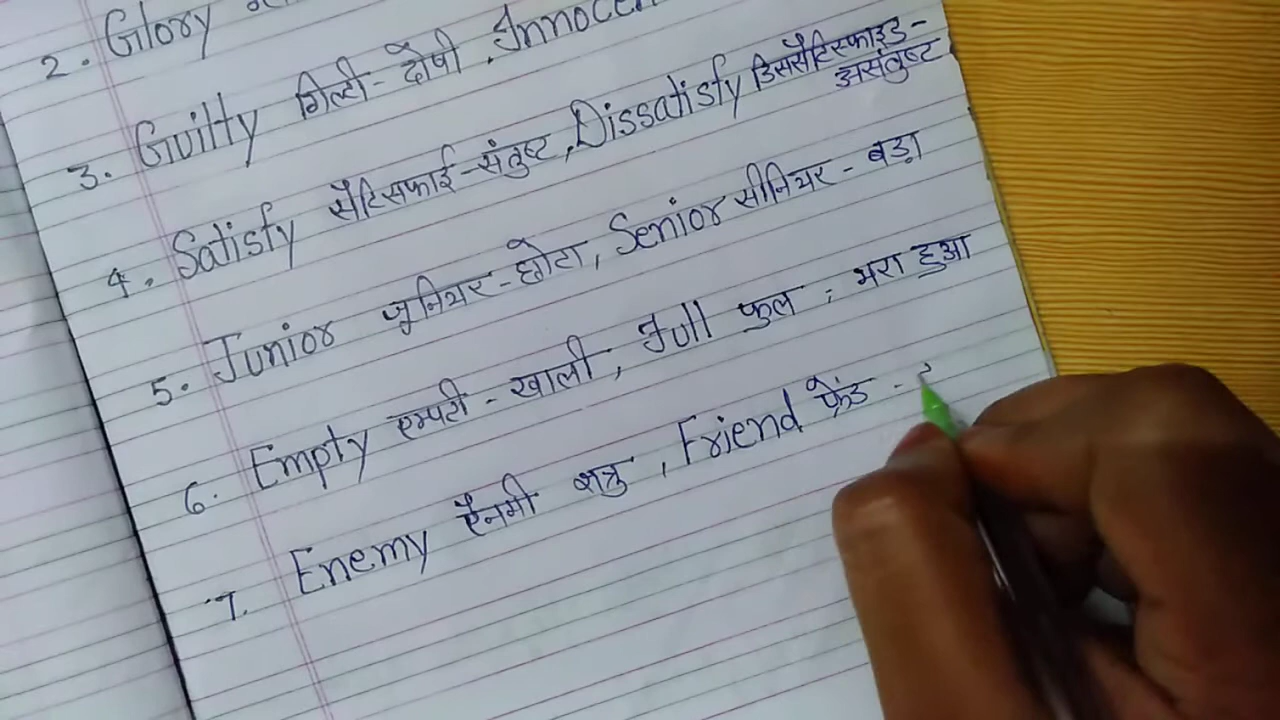 2. Glory
3. Guilty गिल्टी - दोषी , Innocen
4. Satisfy सैटिसफाई - संतुष्ट , Dissatisfy डिससैटिस्फाइड -
असंतुष्ट
5. Junior जूनियर - छोटा , Senior सीनियर - बड़ा
6. Empty एम्पटी - खाली , Full फुल : भरा हुआ
7. Enemy ऐनमी शत्रु , Friend फ्रेंड -